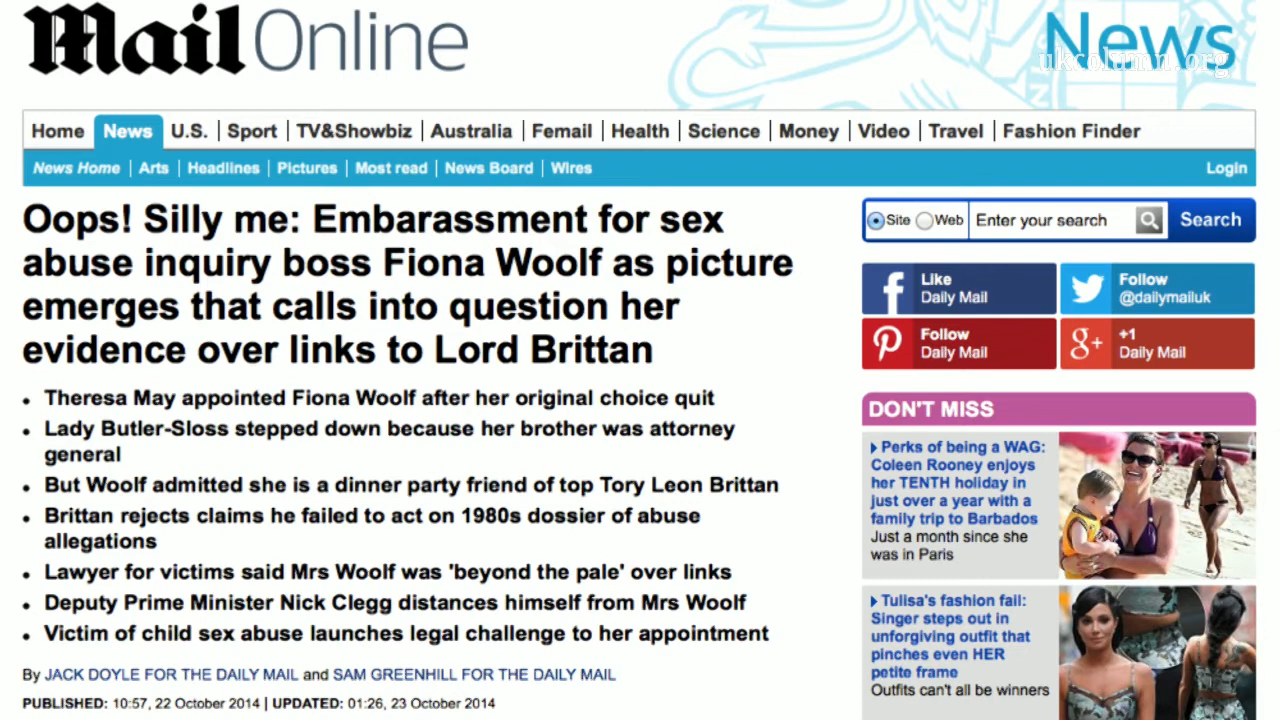 Mail Online
News
ukcolumn.org
Home News U.S. Sport TV&Showbiz Australia Femail Health Science Money Video Travel Fashion Finder
News Home Arts Headlines Pictures Most read News Board Wires Login
Oops! Silly me: Embarassment for sex
abuse inquiry boss Fiona Woolf as picture
emerges that calls into question her
evidence over links to Lord Brittan
• Theresa May appointed Fiona Woolf after her original choice quit
• Lady Butler-Sloss stepped down because her brother was attorney
general
• But Woolf admitted she is a dinner party friend of top Tory Leon Brittan
• Brittan rejects claims he failed to act on 1980s dossier of abuse
allegations
• Lawyer for victims said Mrs Woolf was 'beyond the pale' over links
• Deputy Prime Minister Nick Clegg distances himself from Mrs Woolf
• Victim of child sex abuse launches legal challenge to her appointment
By JACK DOYLE FOR THE DAILY MAIL and SAM GREENHILL FOR THE DAILY MAIL
PUBLISHED: 10:57, 22 October 2014 | UPDATED: 01:26, 23 October 2014
Site Web Enter your search Search
Like
Daily Mail
Follow
@dailymailuk
Follow
Daily Mail
+1
Daily Mail
DON'T MISS
Perks of being a WAG:
Coleen Rooney enjoys
her TENTH holiday in
just over a year with a
family trip to Barbados
Just a month since she
was in Paris
Tulisa's fashion fail:
Singer steps out in
unforgiving outfit that
pinches even HER
petite frame
Outfits can't all be winners